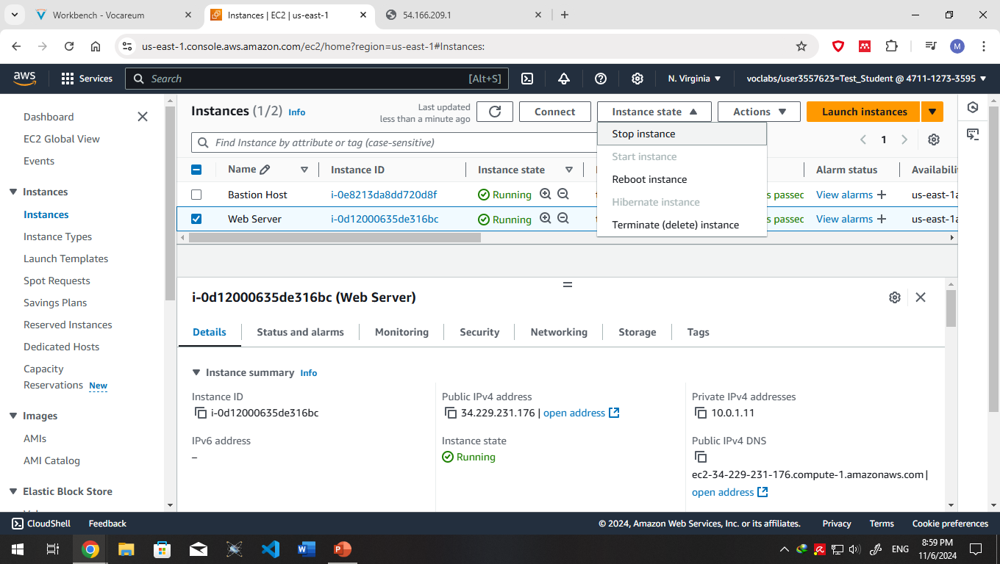 Workbench - Vocareum
Instances | EC2 | us-east-1
54.166.209.1
us-east-1.console.aws.amazon.com/ec2/home?region=us-east-1#Instances:
M
aws
Services
Search
[Alt+S]
N. Virginia
voclabs/user3557623=Test_Student @ 4711-1273-3595
Dashboard
EC2 Global View
Events
Instances
Instances
Instance Types
Launch Templates
Spot Requests
Savings Plans
Reserved Instances
Dedicated Hosts
Capacity
Reservations New
Images
AMIs
AMI Catalog
Elastic Block Store
Instances (1/2) Info
Last updated
less than a minute ago
Connect
Instance state
Actions
Launch instances
Find Instance by attribute or tag (case-sensitive)
1
Stop instance
Start instance
Reboot instance
Hibernate instance
Terminate (delete) instance
Name
Instance ID
Instance state
Alarm status
Availabili
Bastion Host
i-0e8213da8dd720d8f
Running
s passed
View alarms
us-east-1a
Web Server
i-0d12000635de316bc
Running
s passed
View alarms
us-east-1a
i-0d12000635de316bc (Web Server)
Details
Status and alarms
Monitoring
Security
Networking
Storage
Tags
Instance summary Info
Instance ID
i-0d12000635de316bc
Public IPv4 address
34.229.231.176 | open address
Private IPv4 addresses
10.0.1.11
IPv6 address
–
Instance state
Running
Public IPv4 DNS
ec2-34-229-231-176.compute-1.amazonaws.com |
open address
CloudShell
Feedback
© 2024, Amazon Web Services, Inc. or its affiliates.
Privacy
Terms
Cookie preferences
ENG
8:59 PM
11/6/2024